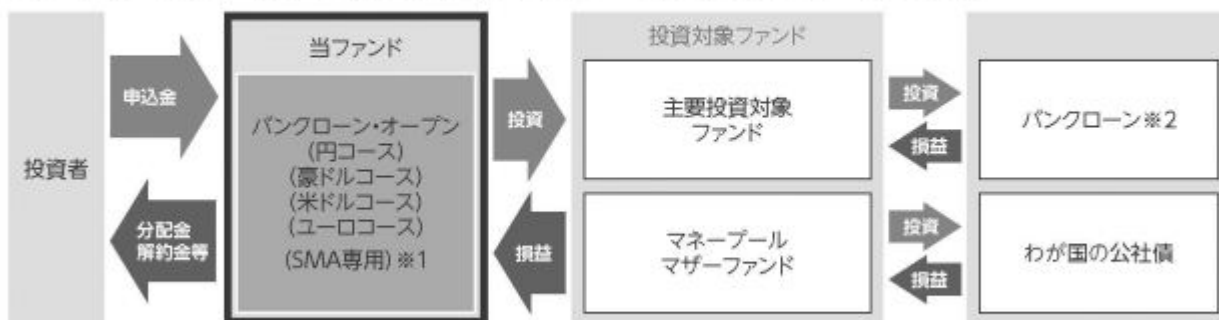 投資者
申込金
分配金
解約金等
当ファンド
バンクローン・オープン
(円コース)
(豪ドルコース)
(米ドルコース)
(ユーロコース)
(SMA専用)※1
投資
損益
投資対象ファンド
主要投資対象
ファンド
マネープール
マザーファンド
投資
損益
投資
損益
バンクローン※2
わが国の公社債